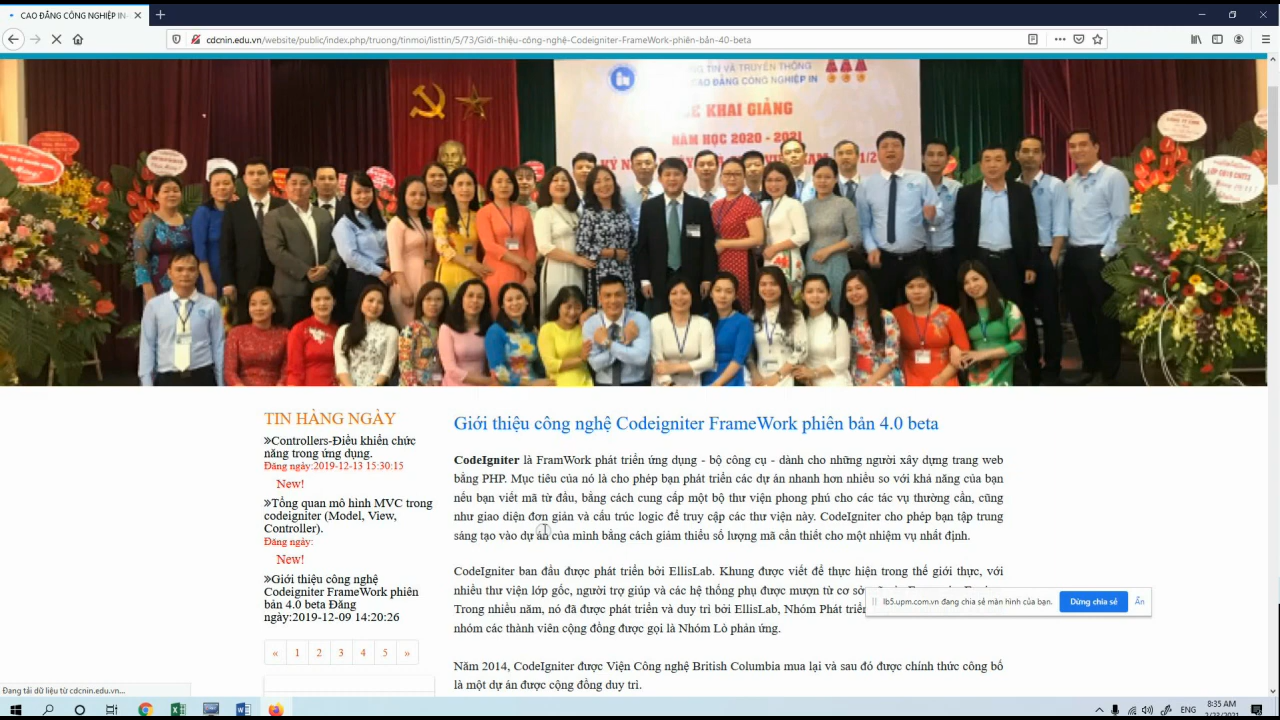 CAO ĐẲNG CÔNG NGHIỆP IN
cdcnin.edu.vn/website/public/index.php/truong/tinmoi/listtin/5/73/Giới-thiệu-công-nghệ-Codeigniter-FrameWork-phiên-bản-40-beta
TIN VÀ TRUYỀN THÔNG
CAO ĐẲNG CÔNG NGHIỆP IN
KHAI GIẢNG
NĂM HỌC 2020 - 2021
TIN HÀNG NGÀY
»Controllers-Điều khiển chức
năng trong ứng dụng.
Đăng ngày:2019-12-13 15:30:15
New!
»Tổng quan mô hình MVC trong
codeigniter (Model, View,
Controller).
Đăng ngày:
New!
»Giới thiệu công nghệ
Codeigniter FrameWork phiên
bản 4.0 beta Đăng
ngày:2019-12-09 14:20:26
« 1 2 3 4 5 »
Giới thiệu công nghệ Codeigniter FrameWork phiên bản 4.0 beta
CodeIgniter là FramWork phát triển ứng dụng - bộ công cụ - dành cho những người xây dựng trang web
bằng PHP. Mục tiêu của nó là cho phép bạn phát triển các dự án nhanh hơn nhiều so với khả năng của bạn
nếu bạn viết mã từ đầu, bằng cách cung cấp một bộ thư viện phong phú cho các tác vụ thường cần, cũng
như giao diện đơn giản và cấu trúc logic để truy cập các thư viện này. CodeIgniter cho phép bạn tập trung
sáng tạo vào dự án của mình bằng cách giảm thiểu số lượng mã cần thiết cho một nhiệm vụ nhất định.
CodeIgniter ban đầu được phát triển bởi EllisLab. Khung được viết để thực hiện trong thế giới thực, với
nhiều thư viện lớp gốc, người trợ giúp và các hệ thống phụ được mượn từ cơ sở
Trong nhiều năm, nó đã được phát triển và duy trì bởi EllisLab, Nhóm Phát triển
nhóm các thành viên cộng đồng được gọi là Nhóm Lò phản ứng.
Năm 2014, CodeIgniter được Viện Công nghệ British Columbia mua lại và sau đó được chính thức công bố
là một dự án được cộng đồng duy trì.
lb5.upm.com.vn đang chia sẻ màn hình của bạn. Dừng chia sẻ Ẩn
Đang tải dữ liệu từ cdcnin.edu.vn...
ENG
8:35 AM
2/23/2021